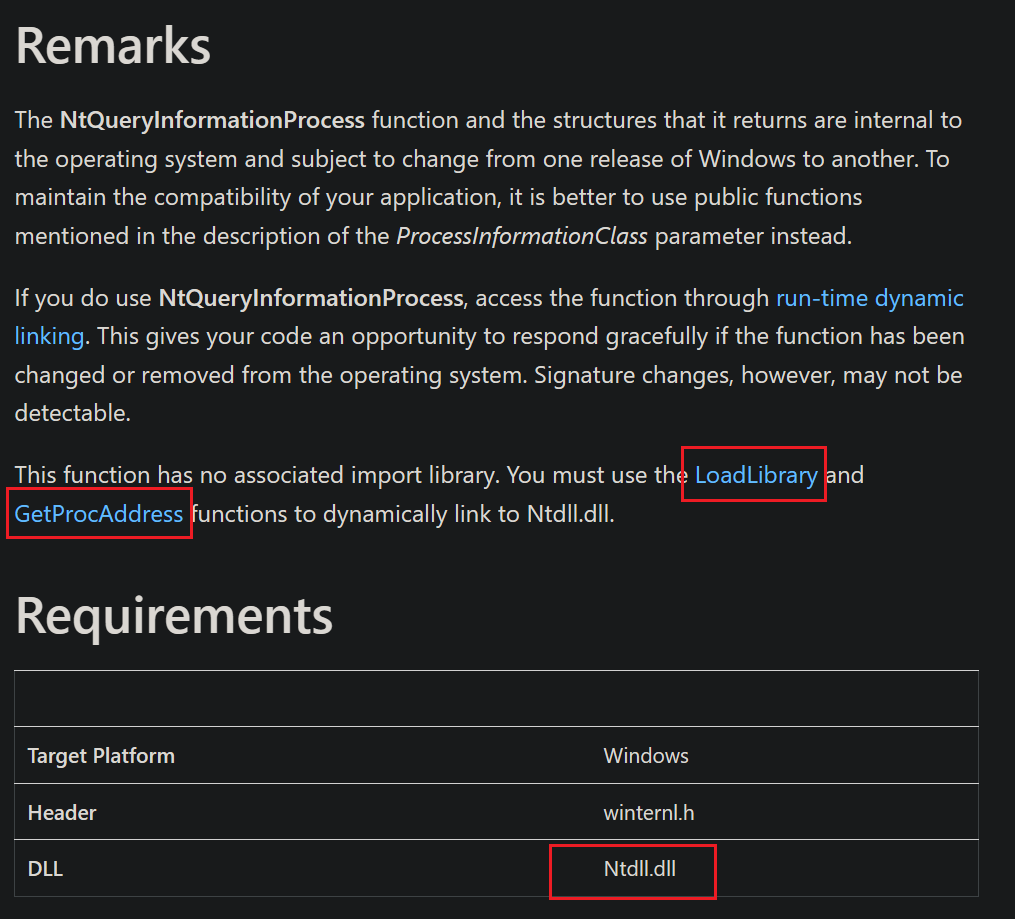 Remarks
The NtQueryInformationProcess function and the structures that it returns are internal to
the operating system and subject to change from one release of Windows to another. To
maintain the compatibility of your application, it is better to use public functions
mentioned in the description of the ProcessInformationClass parameter instead.
If you do use NtQueryInformationProcess, access the function through run-time dynamic
linking. This gives your code an opportunity to respond gracefully if the function has been
changed or removed from the operating system. Signature changes, however, may not be
detectable.
This function has no associated import library. You must use the LoadLibrary and
GetProcAddress functions to dynamically link to Ntdll.dll.
Requirements
Target Platform Windows
Header winternl.h
DLL Ntdll.dll